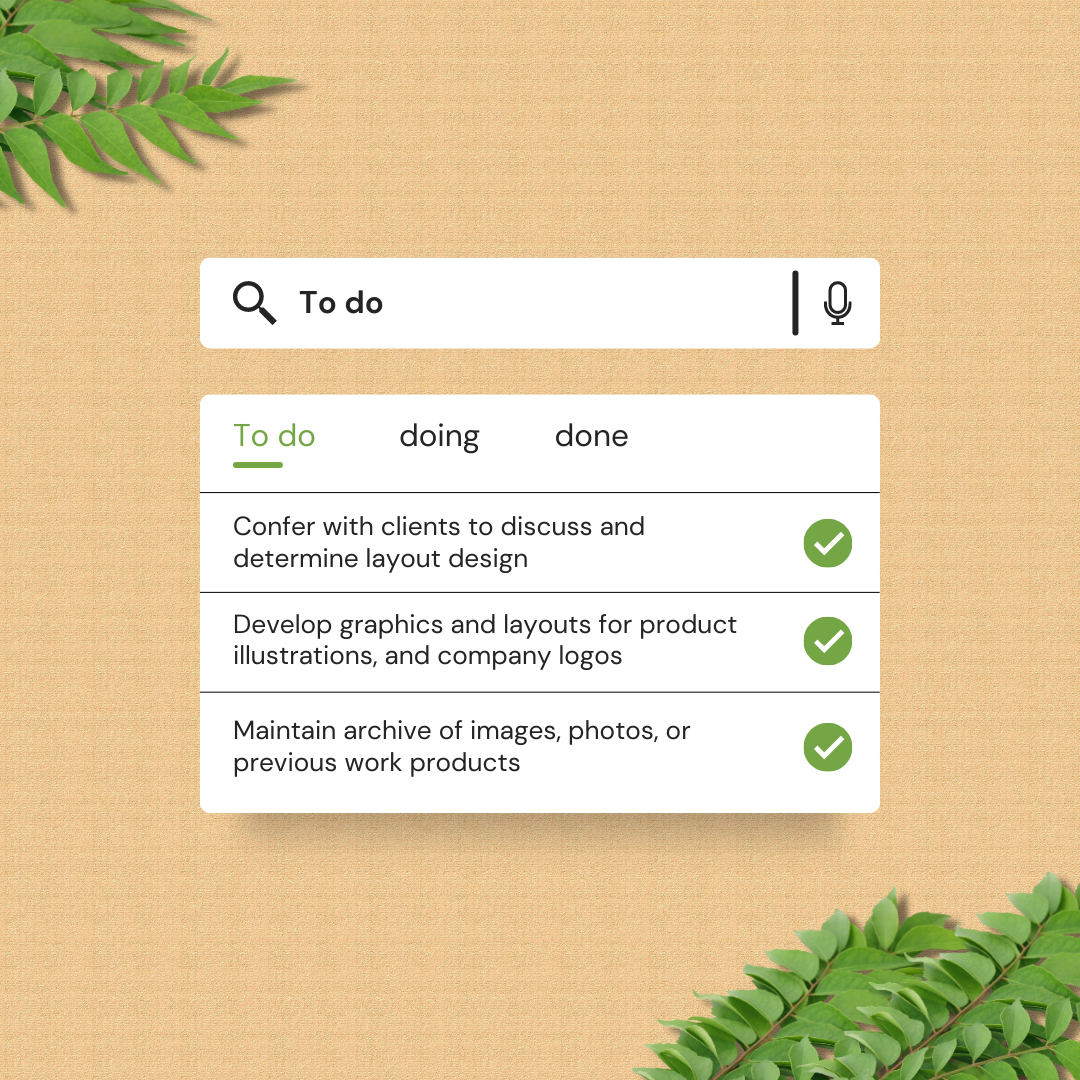 To do
To do doing done
Confer with clients to discuss and
determine layout design
Develop graphics and layouts for product
illustrations, and company logos
Maintain archive of images, photos, or
previous work products